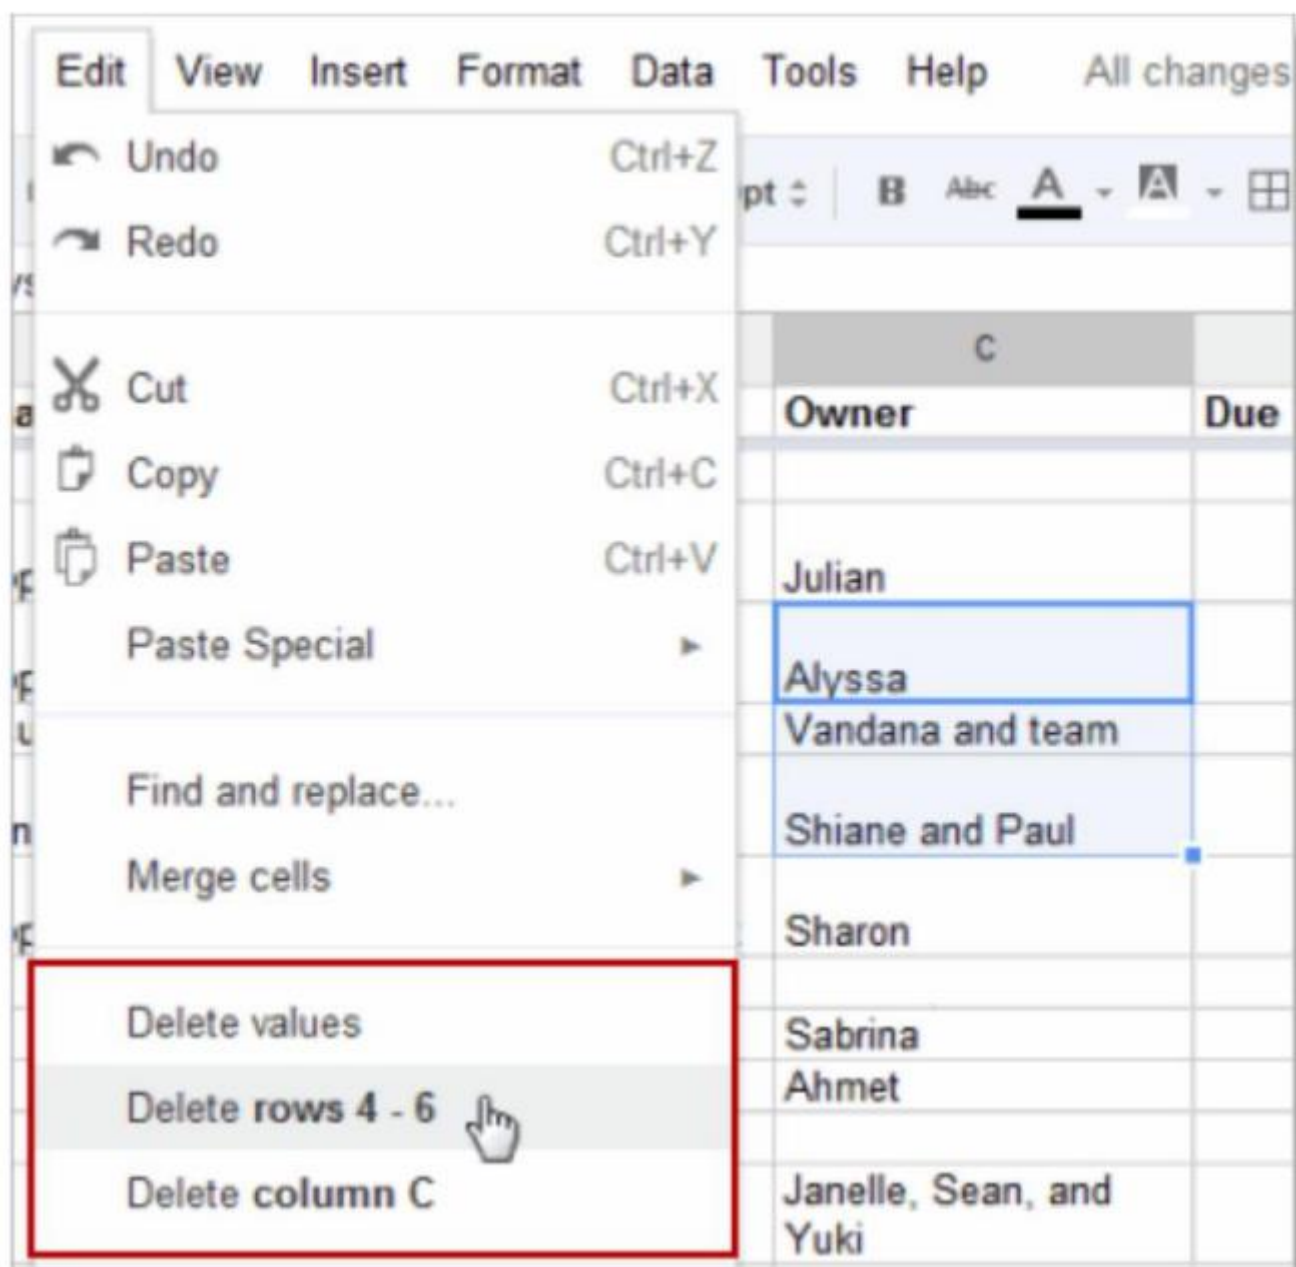 Edit View Insert Format Data Tools Help All changes
Undo Ctrl+Z
pt B Abc A A
Redo Ctrl+Y
C
Cut Ctrl+X
Owner Due
Copy Ctrl+C
Paste Ctrl+V
Julian
Paste Special
Alyssa
Vandana and team
Find and replace...
Shiane and Paul
Merge cells
Sharon
Delete values
Sabrina
Ahmet
Delete rows 4 - 6
Delete column C
Janelle, Sean, and
Yuki